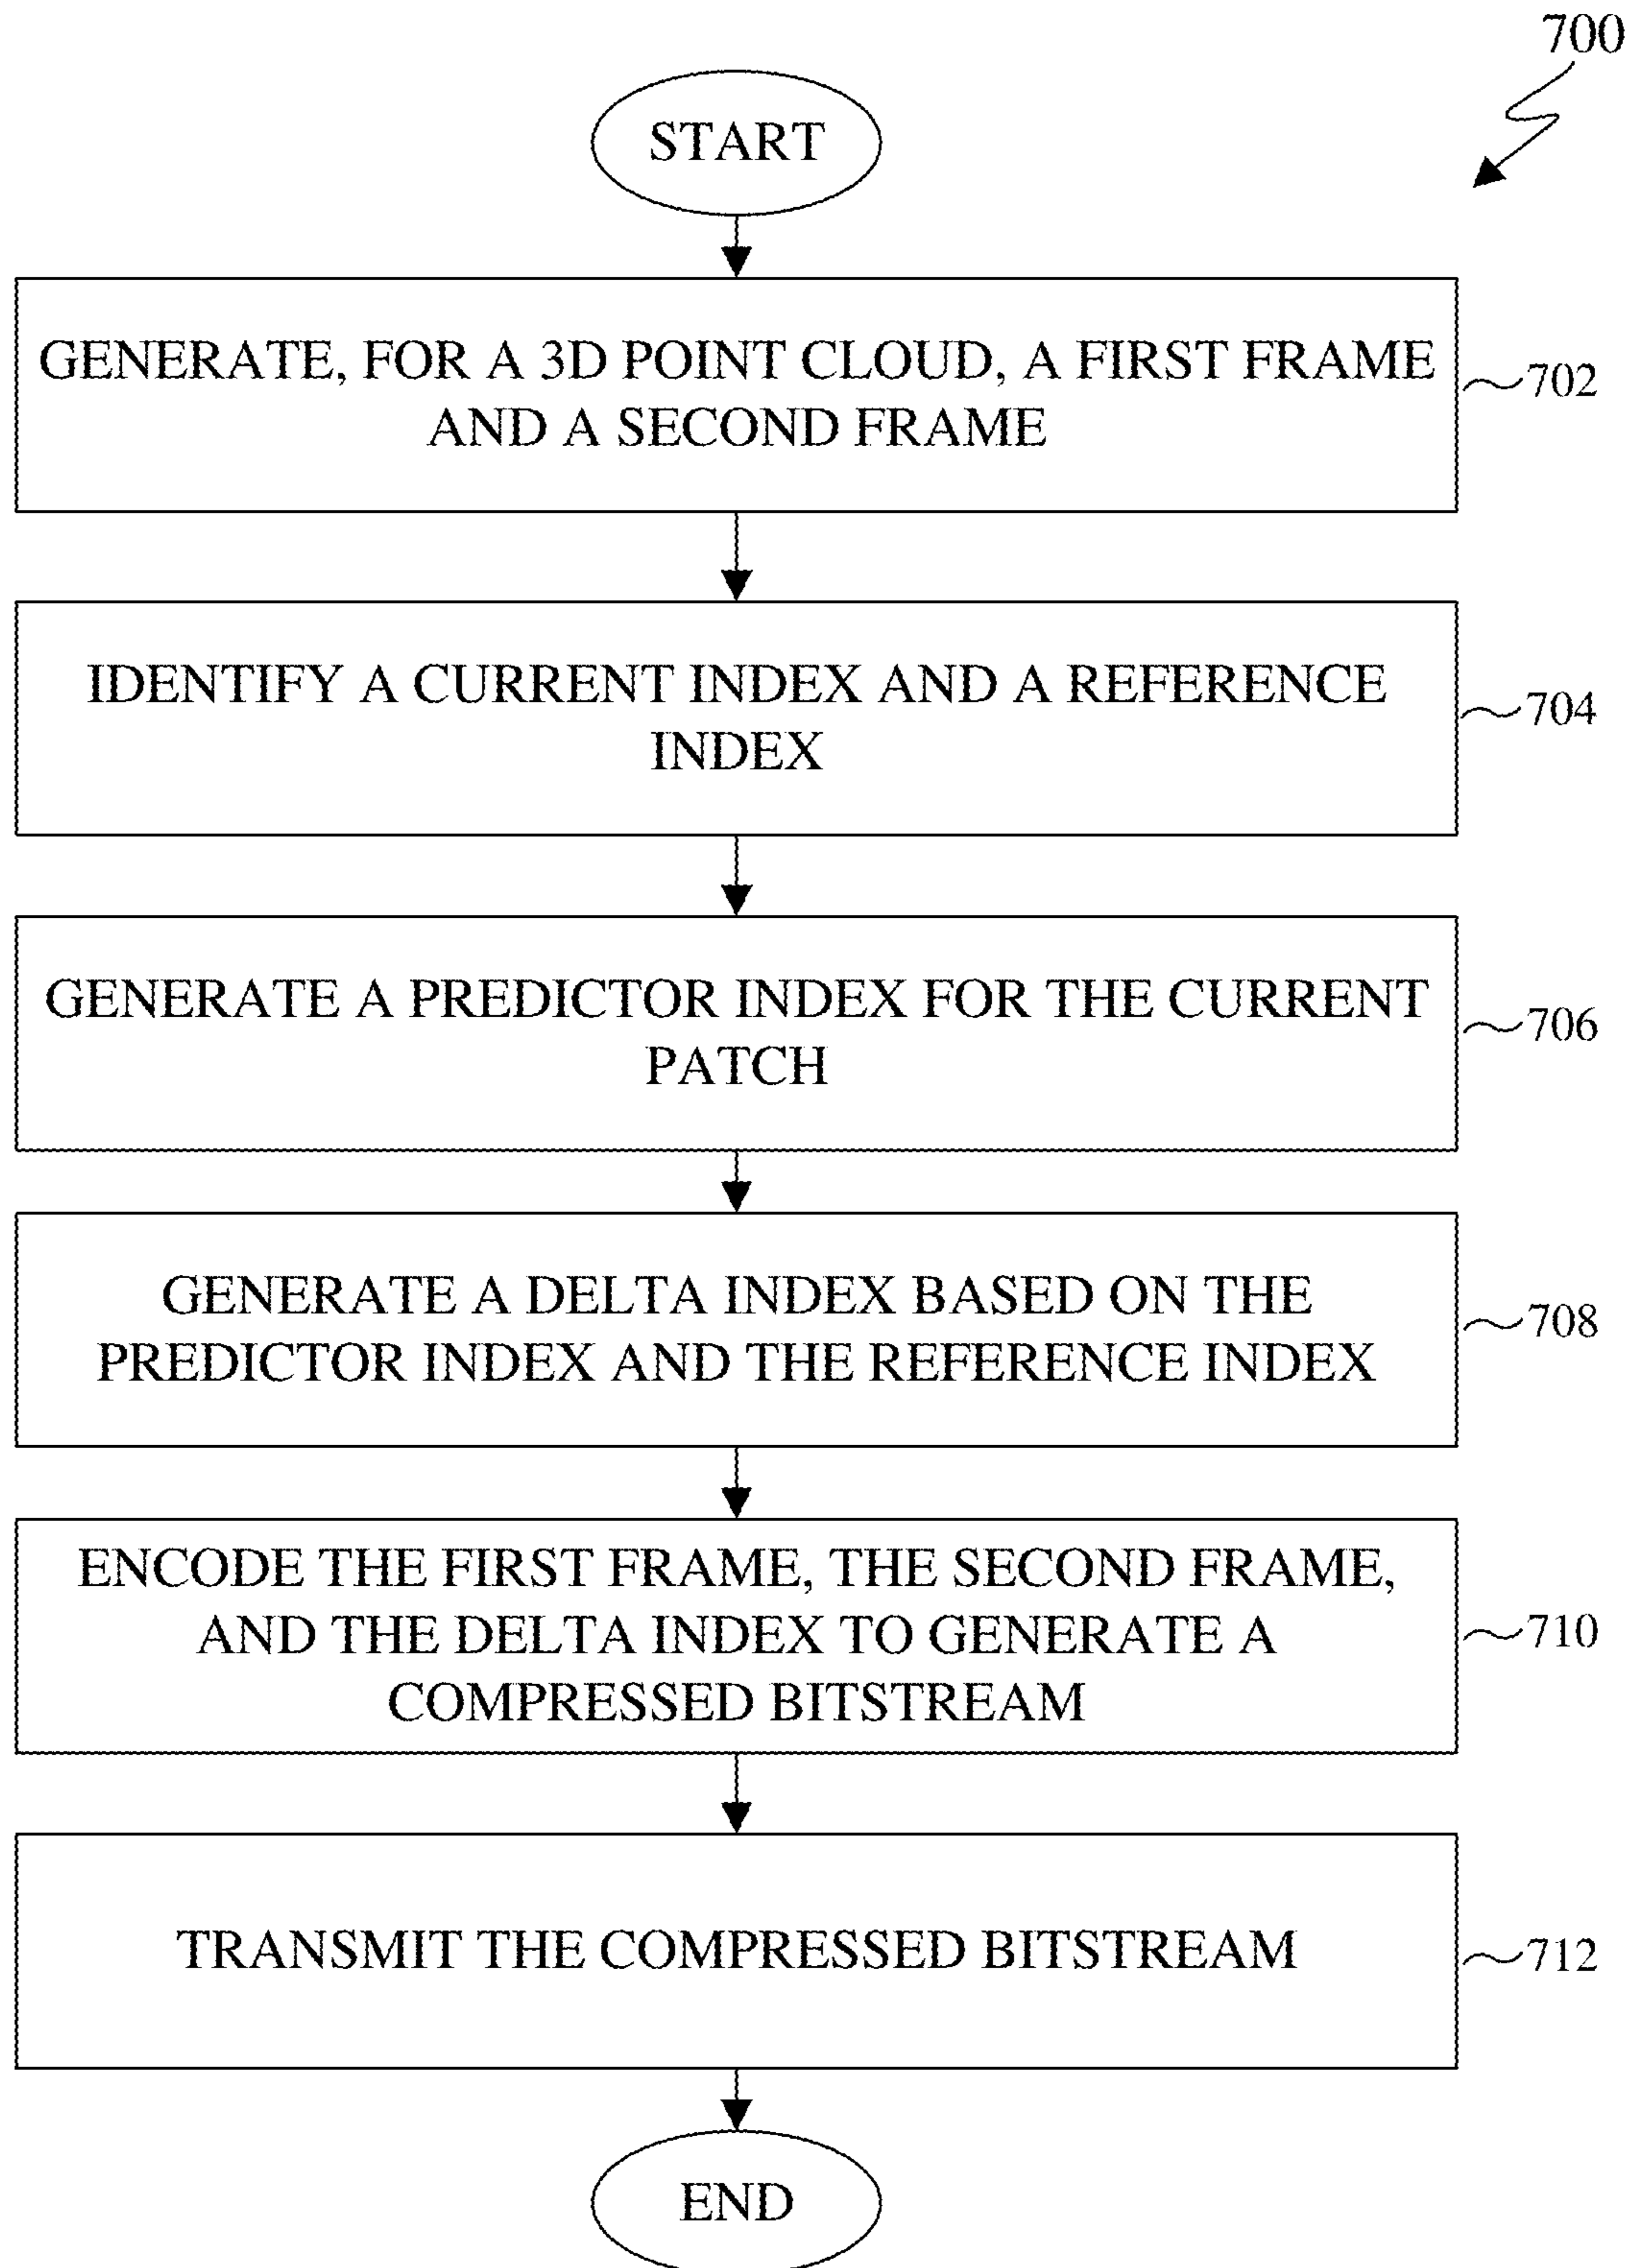 700
START
GENERATE, FOR A 3D POINT CLOUD, A FIRST FRAME
AND A SECOND FRAME
702
IDENTIFY A CURRENT INDEX AND A REFERENCE
INDEX
704
GENERATE A PREDICTOR INDEX FOR THE CURRENT
PATCH
706
GENERATE A DELTA INDEX BASED ON THE
PREDICTOR INDEX AND THE REFERENCE INDEX
708
ENCODE THE FIRST FRAME, THE SECOND FRAME,
AND THE DELTA INDEX TO GENERATE A
COMPRESSED BITSTREAM
710
TRANSMIT THE COMPRESSED BITSTREAM
712
END